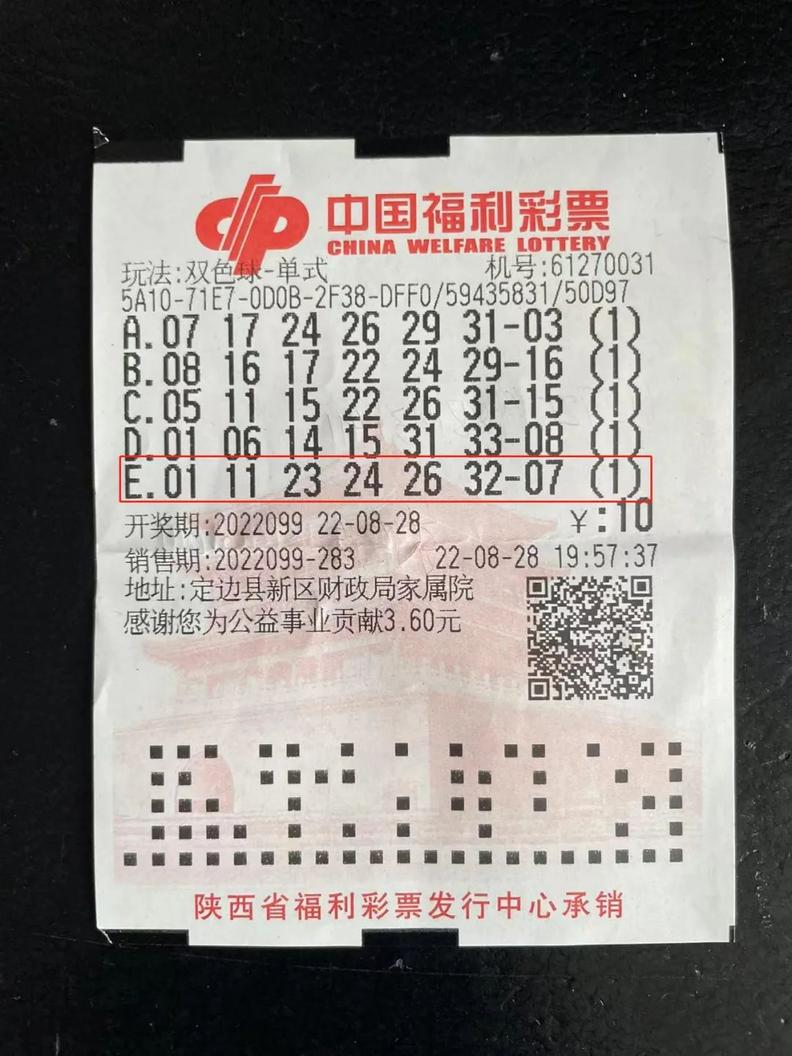 中国福利彩票
CHINA WELFARE LOTTERY
玩法:双色球-单式 机号:61270031
5A10-71E7-0D0B-2F38-DFF0/59435831/50D97
A.07 17 24 26 29 31-03 (1)
B.08 16 17 22 24 29-16 (1)
C.05 11 15 22 26 31-15 (1)
D.01 06 14 15 31 33-08 (1)
E.01 11 23 24 26 32-07 (1)
开奖期:2022099 22-08-28 ￥:10
销售期:2022099-283 22-08-28 19:57:37
地址:定边县新区财政局家属院
感谢您为公益事业贡献3.60元
陕西省福利彩票发行中心承销